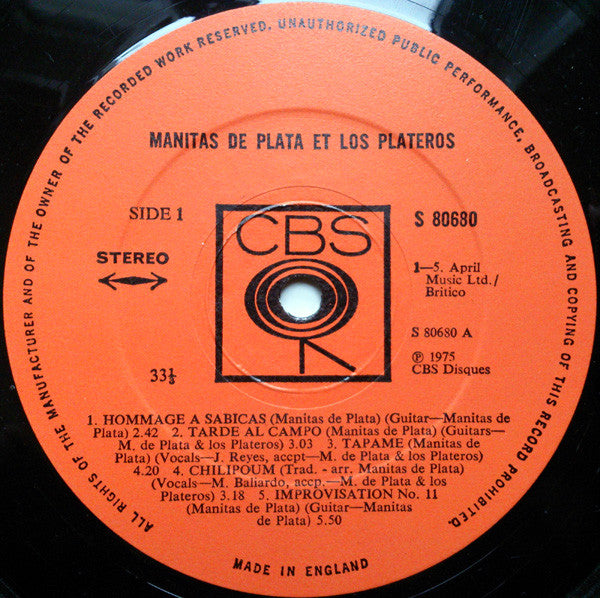 ALL RIGHTS OF THE MANUFACTURER AND OF THE OWNER OF THE RECORDED WORK RESERVED. UNAUTHORIZED PUBLIC PERFORMANCE, BROADCASTING AND COPYING OF THIS RECORD PROHIBITED.
MANITAS DE PLATA ET LOS PLATEROS
SIDE 1
CBS
S 80680
STEREO
1—5. April
Music Ltd./
Britico
S 80680 A
33⅓
℗ 1975
CBS Disques
1. HOMMAGE A SABICAS (Manitas de Plata) (Guitar—Manitas de
Plata) 2.42 2. TARDE AL CAMPO (Manitas de Plata) (Guitars—
M. de Plata & los Plateros) 3.03 3. TAPAME (Manitas de
Plata) (Vocals—J. Reyes, accpt—M. de Plata & los Plateros)
4.20 4. CHILIPOUM (Trad. - arr. Manitas de Plata)
(Vocals—M. Baliardo, accp.—M. de Plata & los
Plateros) 3.18 5. IMPROVISATION No. 11
(Manitas de Plata) (Guitar—Manitas
de Plata) 5.50
MADE IN ENGLAND